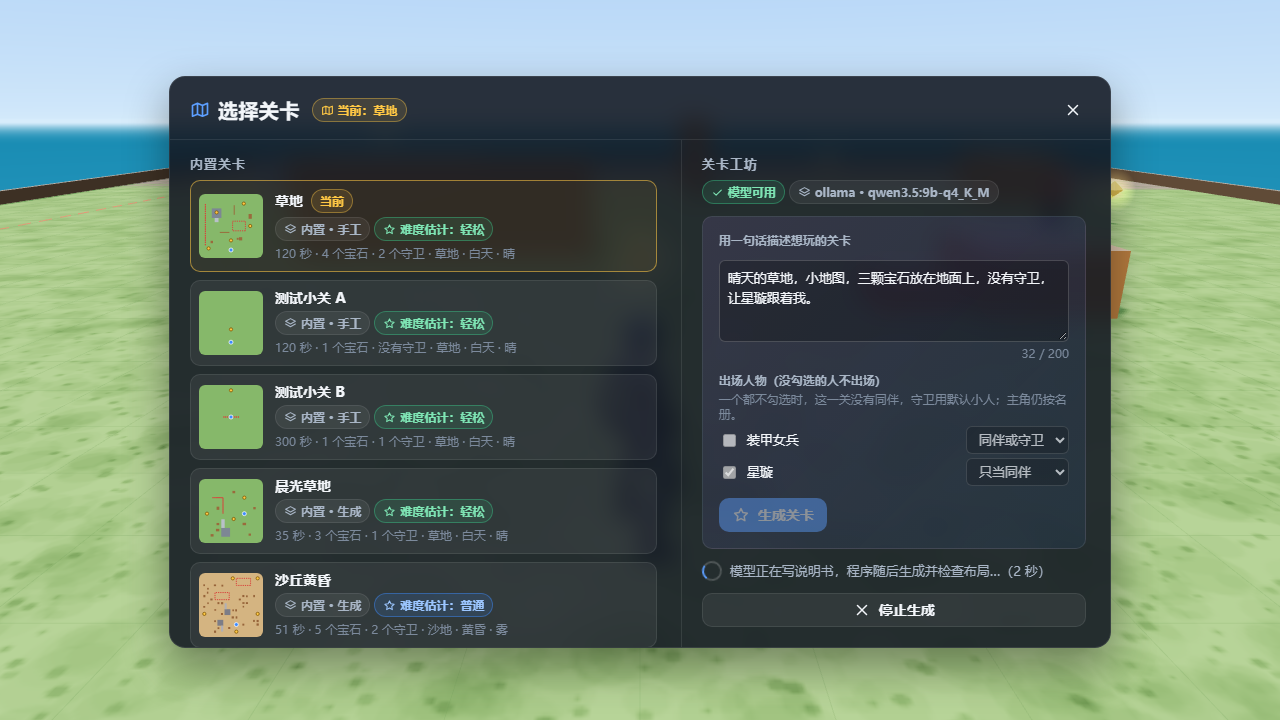 选择关卡
当前：草地
内置关卡
草地 当前
内置 • 手工
难度估计：轻松
120 秒 · 4 个宝石 · 2 个守卫 · 草地 · 白天 · 晴
测试小关 A
内置 • 手工
难度估计：轻松
120 秒 · 1 个宝石 · 没有守卫 · 草地 · 白天 · 晴
测试小关 B
内置 • 手工
难度估计：轻松
300 秒 · 1 个宝石 · 1 个守卫 · 草地 · 白天 · 晴
晨光草地
内置 • 生成
难度估计：轻松
35 秒 · 3 个宝石 · 1 个守卫 · 草地 · 白天 · 晴
沙丘黄昏
内置 • 生成
难度估计：普通
51 秒 · 5 个宝石 · 2 个守卫 · 沙地 · 黄昏 · 雾
关卡工坊
模型可用
ollama • qwen3.5:9b-q4_K_M
用一句话描述想玩的关卡
晴天的草地，小地图，三颗宝石放在地面上，没有守卫，
让星璇跟着我。
32 / 200
出场人物（没勾选的人不出场）
一个都不勾选时，这一关没有同伴，守卫用默认小人；主角仍按名
册。
装甲女兵
同伴或守卫
星璇
只当同伴
生成关卡
模型正在写说明书，程序随后生成并检查布局...（2 秒）
停止生成